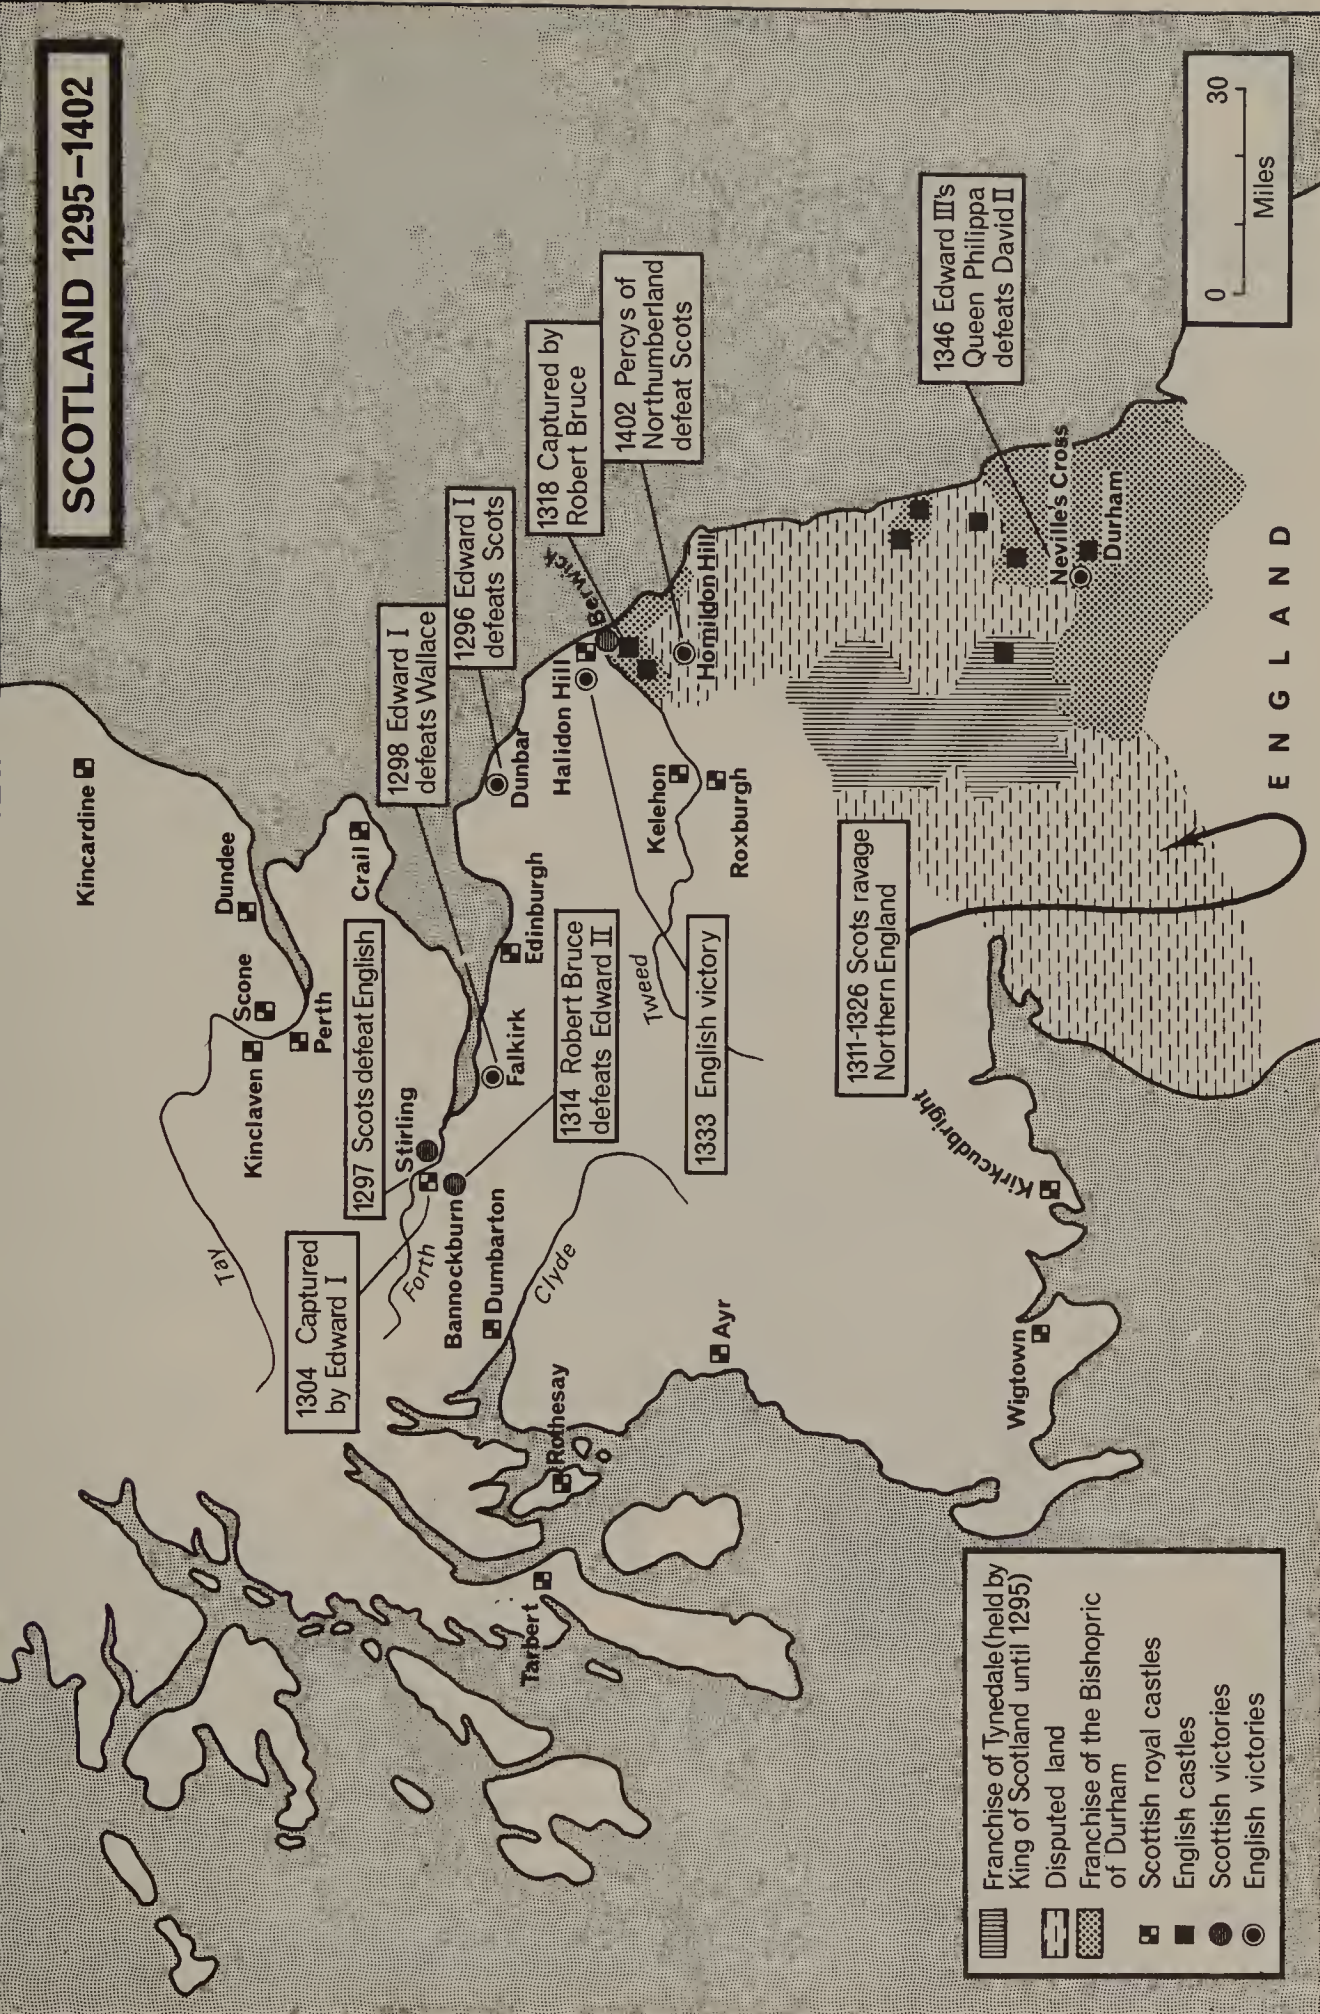 SCOTLAND 1295–1402
Kincardine
Dundee
Scone
Kinclaven
Perth
Tay
Crail
1297 Scots defeat English
1304 Captured
by Edward I
Stirling
Forth
Bannockburn
Dumbarton
Clyde
1298 Edward I
defeats Wallace
1296 Edward I
defeats Scots
Falkirk
Edinburgh
Dunbar
1314 Robert Bruce
defeats Edward II
1318 Captured by
Robert Bruce
1402 Percys of
Northumberland
defeat Scots
Berwick
Halidon Hill
Homildon Hill
Kelehon
Roxburgh
Tweed
1333 English victory
Rothesay
Tarbert
Ayr
Wigtown
Kirkcudbright
1311-1326 Scots ravage
Northern England
1346 Edward III's
Queen Philippa
defeats David II
Neville's Cross
Durham
ENGLAND
0 30
Miles
Franchise of Tynedale (held by
King of Scotland until 1295)
Disputed land
Franchise of the Bishopric
of Durham
Scottish royal castles
English castles
Scottish victories
English victories